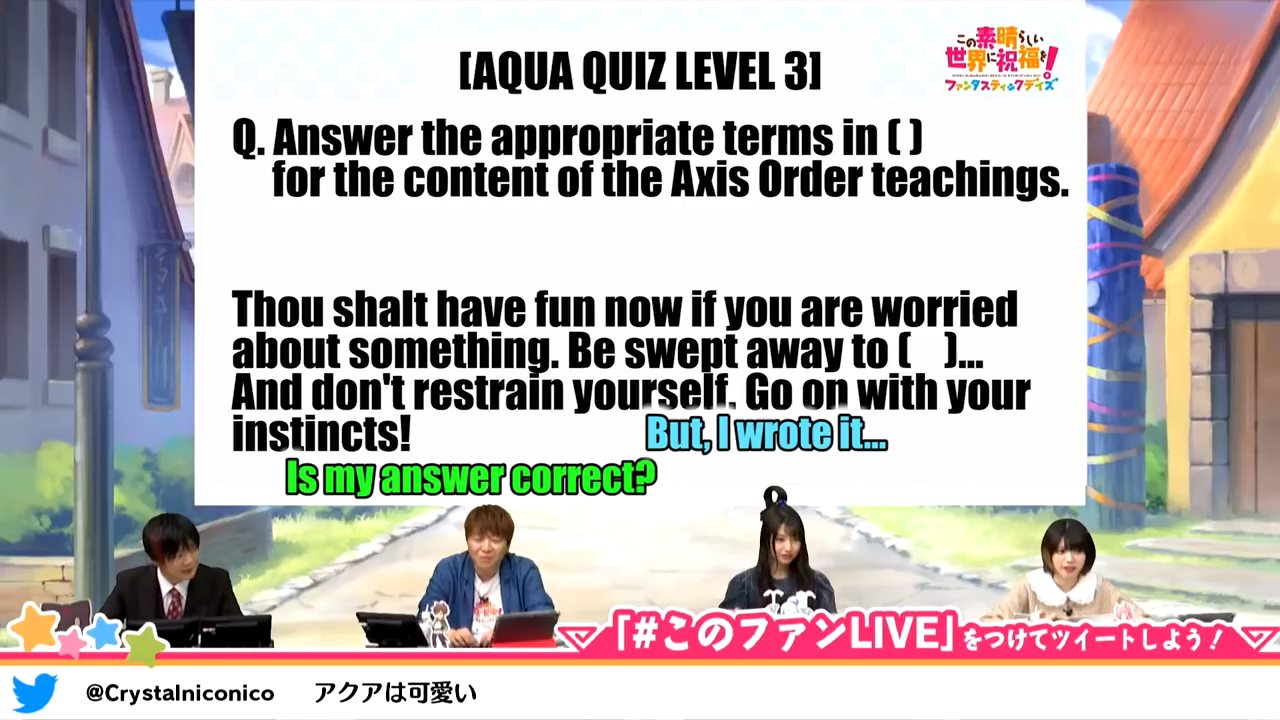 [AQUA QUIZ LEVEL 3]
この素晴らしい
世界に祝福を!
ファンタスティックデイズ
Q. Answer the appropriate terms in ( )
for the content of the Axis Order teachings.
Thou shalt have fun now if you are worried
about something. Be swept away to (    )...
And don't restrain yourself. Go on with your
instincts!
But, I wrote it...
Is my answer correct?
「#このファンLIVE」をつけてツイートしよう!
@Crystalniconico アクアは可愛い